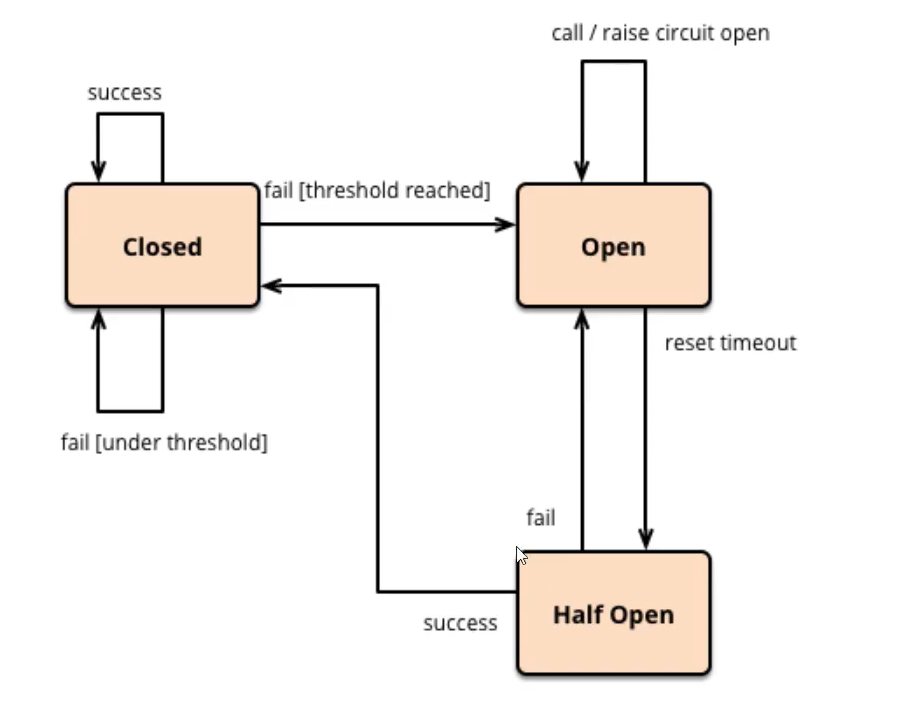 call / raise circuit open
success
fail [threshold reached]
Closed
Open
reset timeout
fail [under threshold]
fail
Half Open
success